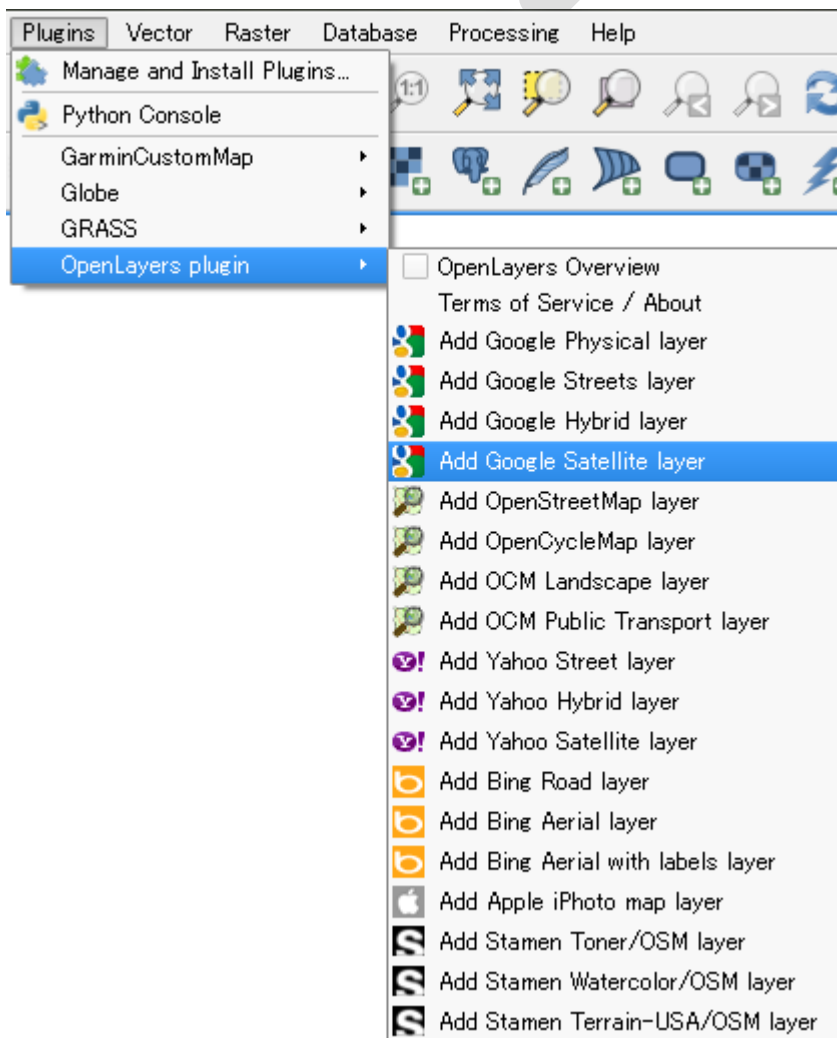 Plugins Vector Raster Database Processing Help
Manage and Install Plugins...
1:1
Python Console
GarminCustomMap
Globe
GRASS
OpenLayers plugin
OpenLayers Overview
Terms of Service / About
Add Google Physical layer
Add Google Streets layer
Add Google Hybrid layer
Add Google Satellite layer
Add OpenStreetMap layer
Add OpenCycleMap layer
Add OCM Landscape layer
Add OCM Public Transport layer
Add Yahoo Street layer
Add Yahoo Hybrid layer
Add Yahoo Satellite layer
Add Bing Road layer
Add Bing Aerial layer
Add Bing Aerial with labels layer
Add Apple iPhoto map layer
Add Stamen Toner/OSM layer
Add Stamen Watercolor/OSM layer
Add Stamen Terrain-USA/OSM layer